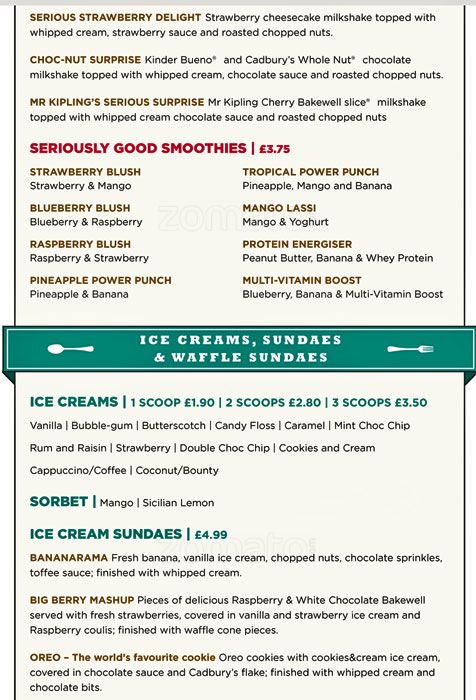 SERIOUS STRAWBERRY DELIGHT Strawberry cheesecake milkshake topped with
whipped cream, strawberry sauce and roasted chopped nuts.
CHOC-NUT SURPRISE Kinder Bueno® and Cadbury's Whole Nut® chocolate
milkshake topped with whipped cream, chocolate sauce and roasted chopped nuts.
MR KIPLING'S SERIOUS SURPRISE Mr Kipling Cherry Bakewell slice® milkshake
topped with whipped cream chocolate sauce and roasted chopped nuts
SERIOUSLY GOOD SMOOTHIES | £3.75
STRAWBERRY BLUSH
Strawberry & Mango
BLUEBERRY BLUSH
Blueberry & Raspberry
RASPBERRY BLUSH
Raspberry & Strawberry
PINEAPPLE POWER PUNCH
Pineapple & Banana
TROPICAL POWER PUNCH
Pineapple, Mango and Banana
MANGO LASSI
Mango & Yoghurt
PROTEIN ENERGISER
Peanut Butter, Banana & Whey Protein
MULTI-VITAMIN BOOST
Blueberry, Banana & Multi-Vitamin Boost
zomato
ICE CREAMS, SUNDAES
& WAFFLE SUNDAES
ICE CREAMS | 1 SCOOP £1.90 | 2 SCOOPS £2.80 | 3 SCOOPS £3.50
Vanilla | Bubble-gum | Butterscotch | Candy Floss | Caramel | Mint Choc Chip
Rum and Raisin | Strawberry | Double Choc Chip | Cookies and Cream
Cappuccino/Coffee | Coconut/Bounty
SORBET | Mango | Sicilian Lemon
ICE CREAM SUNDAES | £4.99
zomato
BANANARAMA Fresh banana, vanilla ice cream, chopped nuts, chocolate sprinkles,
toffee sauce; finished with whipped cream.
BIG BERRY MASHUP Pieces of delicious Raspberry & White Chocolate Bakewell
served with fresh strawberries, covered in vanilla and strawberry ice cream and
Raspberry coulis; finished with waffle cone pieces.
OREO – The world's favourite cookie Oreo cookies with cookies&cream ice cream,
covered in chocolate sauce and Cadbury's flake; finished with whipped cream and
chocolate bits.